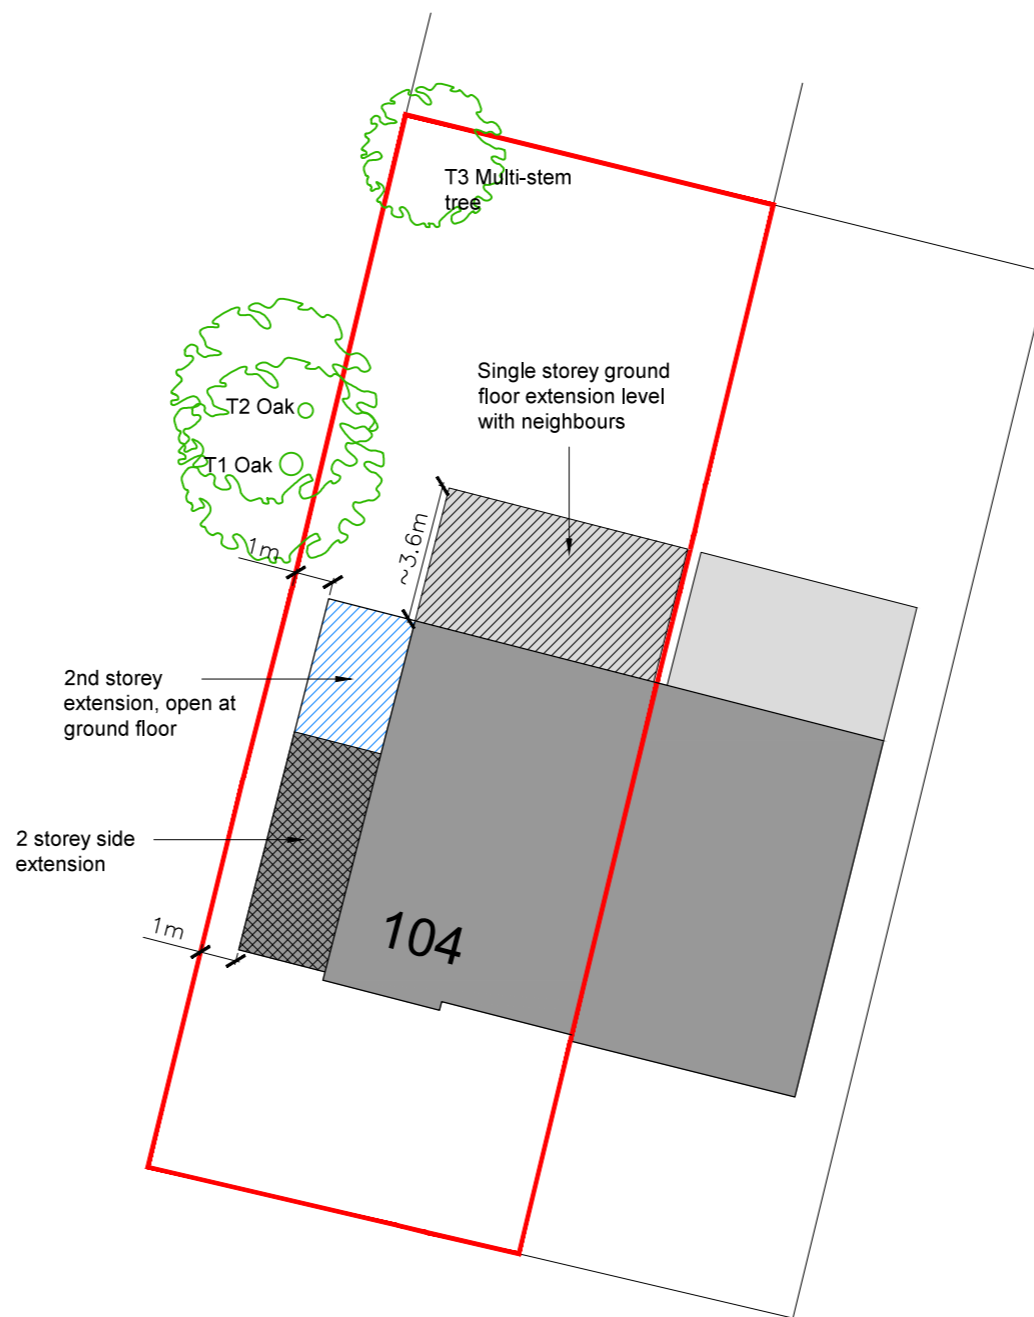 T3 Multi-stem
tree
Single storey ground
floor extension level
with neighbours
T2 Oak
T1 Oak
1m
~3.6m
2nd storey
extension, open at
ground floor
2 storey side
extension
1m
104